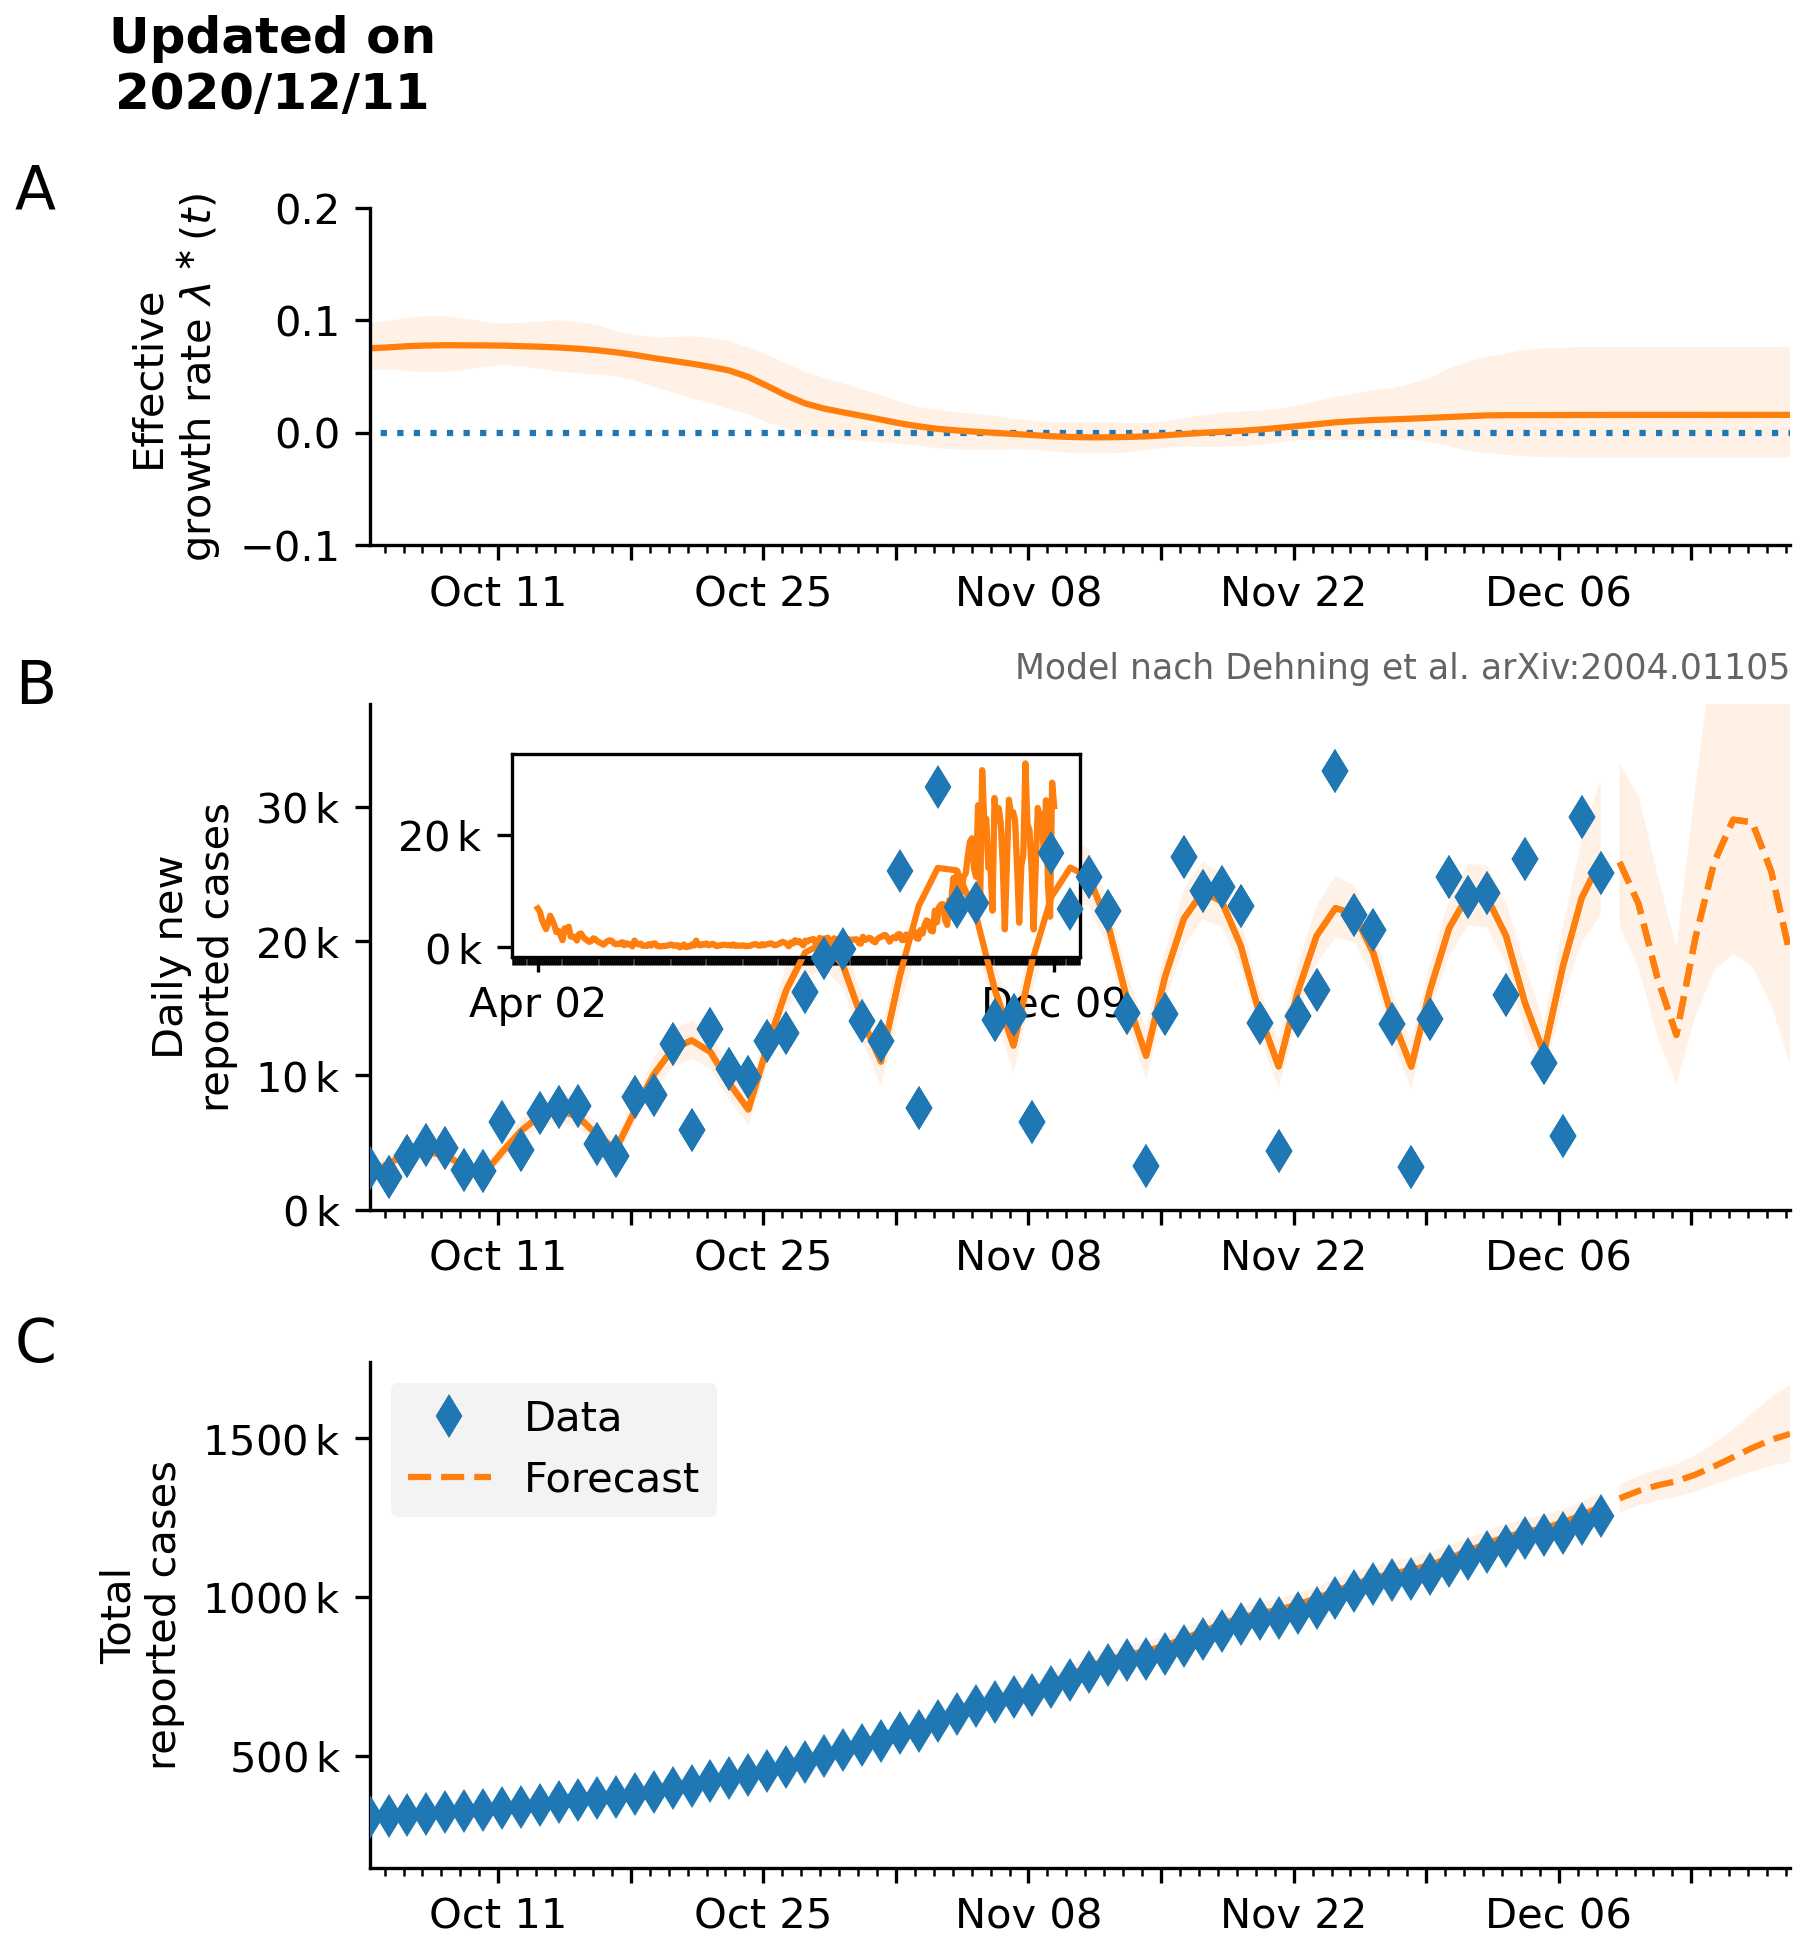 Updated on
2020/12/11
A
Effective
growth rate λ * (t)
0.2
0.1
0.0
−0.1
Oct 11 Oct 25 Nov 08 Nov 22 Dec 06
B
Model nach Dehning et al. arXiv:2004.01105
Daily new
reported cases
30 k
20 k
10 k
0 k
20 k
0 k
Apr 02 Dec 09
Oct 11 Oct 25 Nov 08 Nov 22 Dec 06
C
Total
reported cases
1500 k
1000 k
500 k
Data
Forecast
Oct 11 Oct 25 Nov 08 Nov 22 Dec 06